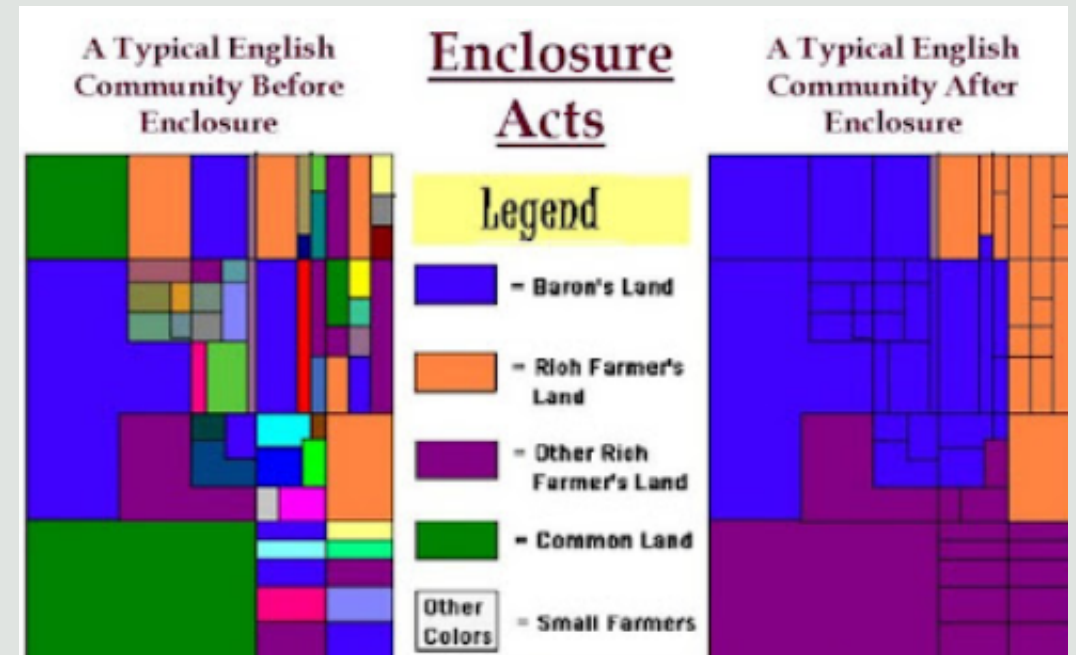 A Typical English
Community Before
Enclosure
Enclosure
Acts
A Typical English
Community After
Enclosure
Legend
= Baron's Land
= Rich Farmer's
Land
= Other Rich
Farmer's Land
= Common Land
Other
Colors
= Small Farmers